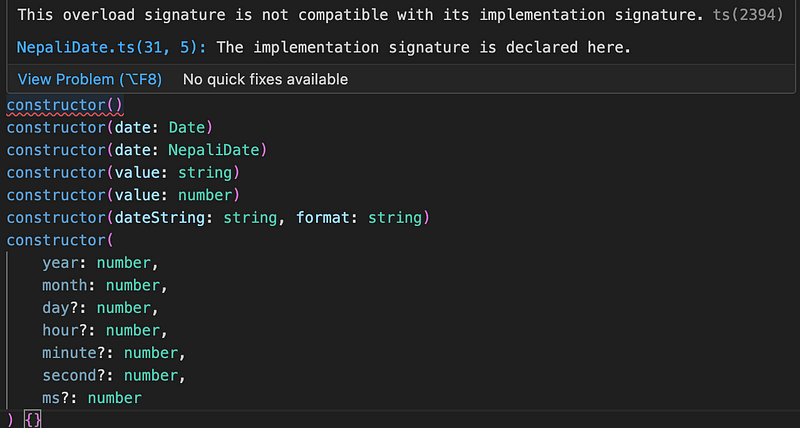 This overload signature is not compatible with its implementation signature. ts(2394)
NepaliDate.ts(31, 5): The implementation signature is declared here.
View Problem (⌥F8) No quick fixes available
constructor()
constructor(date: Date)
constructor(date: NepaliDate)
constructor(value: string)
constructor(value: number)
constructor(dateString: string, format: string)
constructor(
    year: number,
    month: number,
    day?: number,
    hour?: number,
    minute?: number,
    second?: number,
    ms?: number
) {}